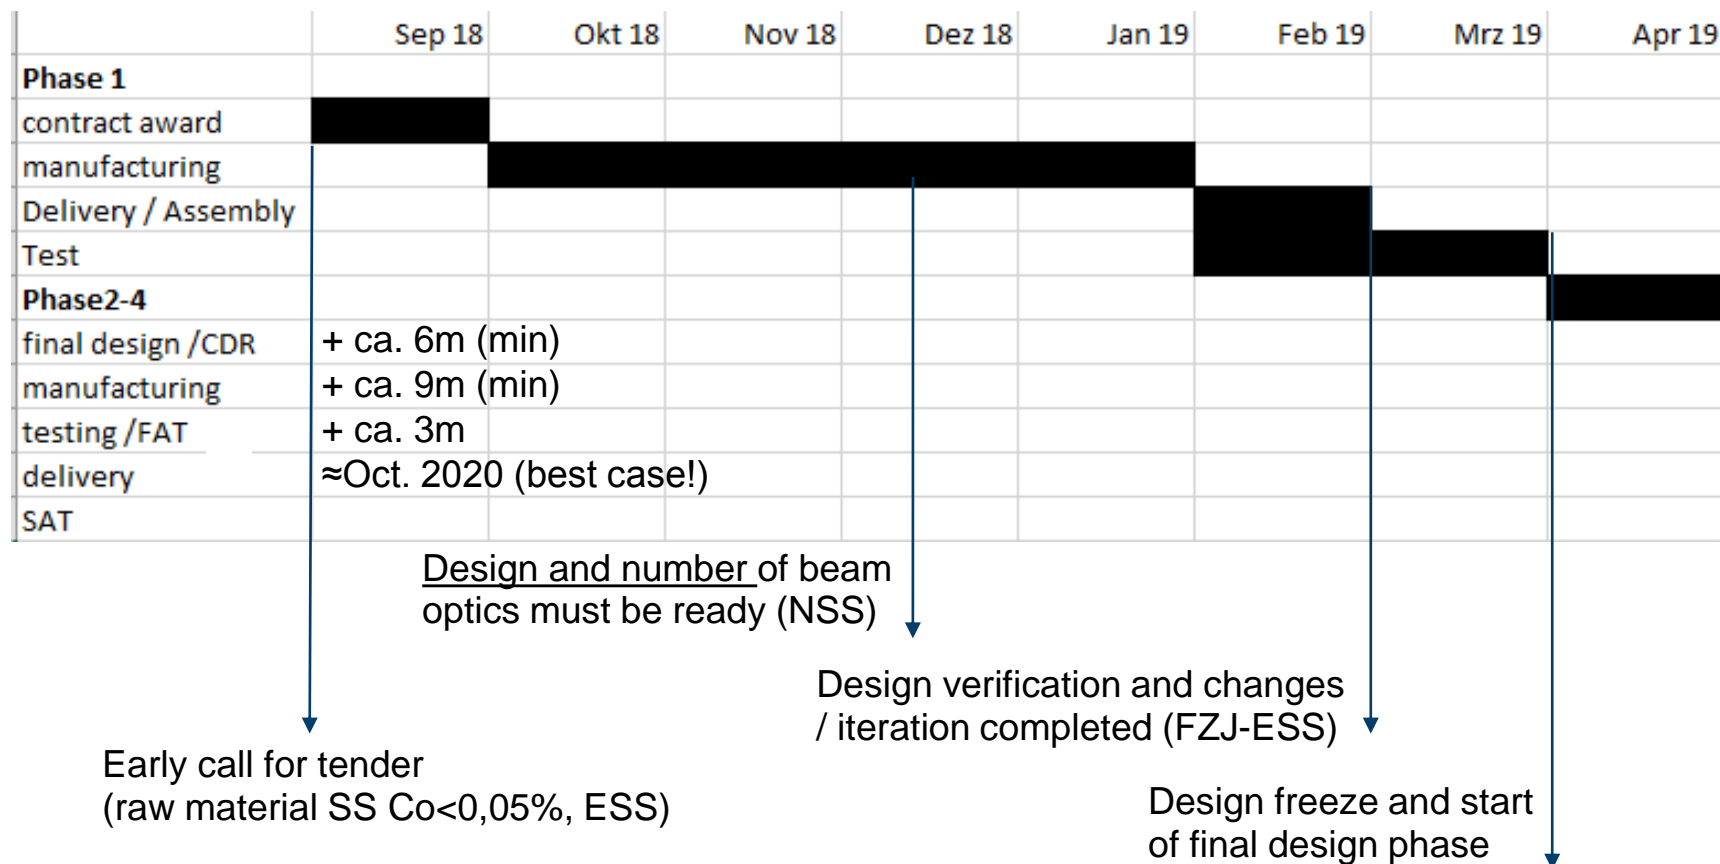 Sep 18 Okt 18 Nov 18 Dez 18 Jan 19 Feb 19 Mrz 19 Apr 19
Phase 1
contract award
manufacturing
Delivery / Assembly
Test
Phase2-4
final design /CDR + ca. 6m (min)
manufacturing + ca. 9m (min)
testing /FAT + ca. 3m
delivery ≈Oct. 2020 (best case!)
SAT
Design and number of beam
optics must be ready (NSS)
Design verification and changes
/ iteration completed (FZJ-ESS)
Early call for tender
(raw material SS Co<0,05%, ESS)
Design freeze and start
of final design phase